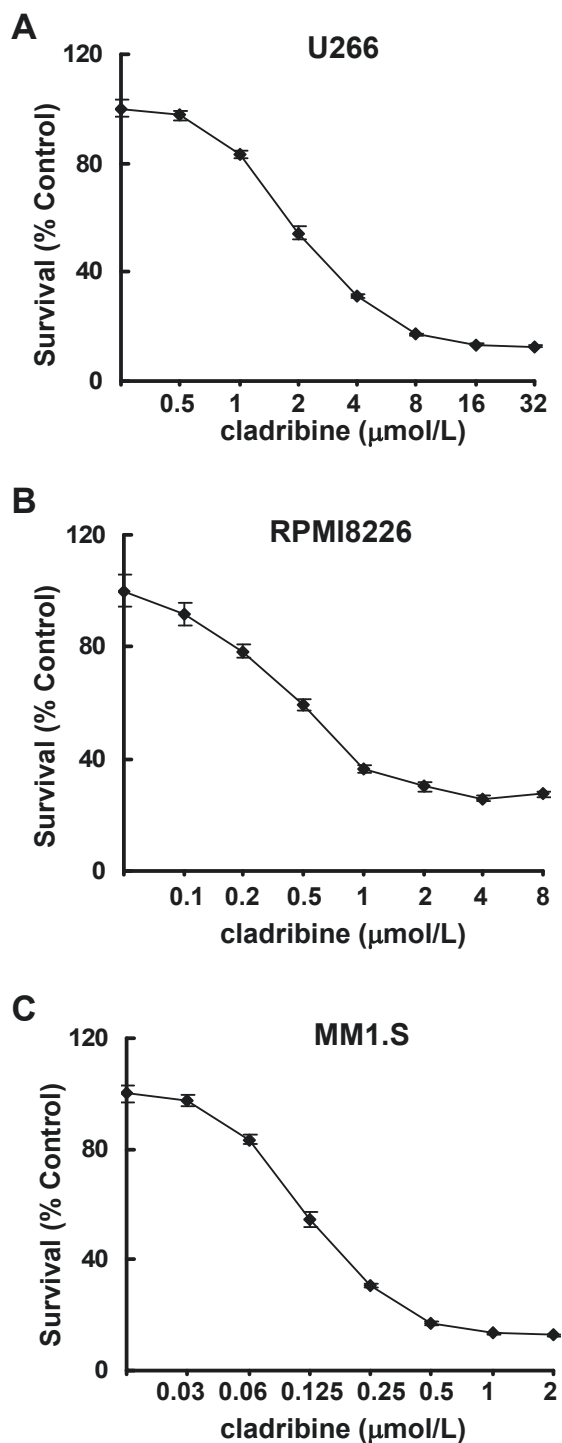 A
U266
Survival (% Control)
120
80
40
0
0.5 1 2 4 8 16 32
cladribine (μmol/L)
B
RPMI8226
Survival (% Control)
120
80
40
0
0.1 0.2 0.5 1 2 4 8
cladribine (μmol/L)
C
MM1.S
Survival (% Control)
120
80
40
0
0.03 0.06 0.125 0.25 0.5 1 2
cladribine (μmol/L)